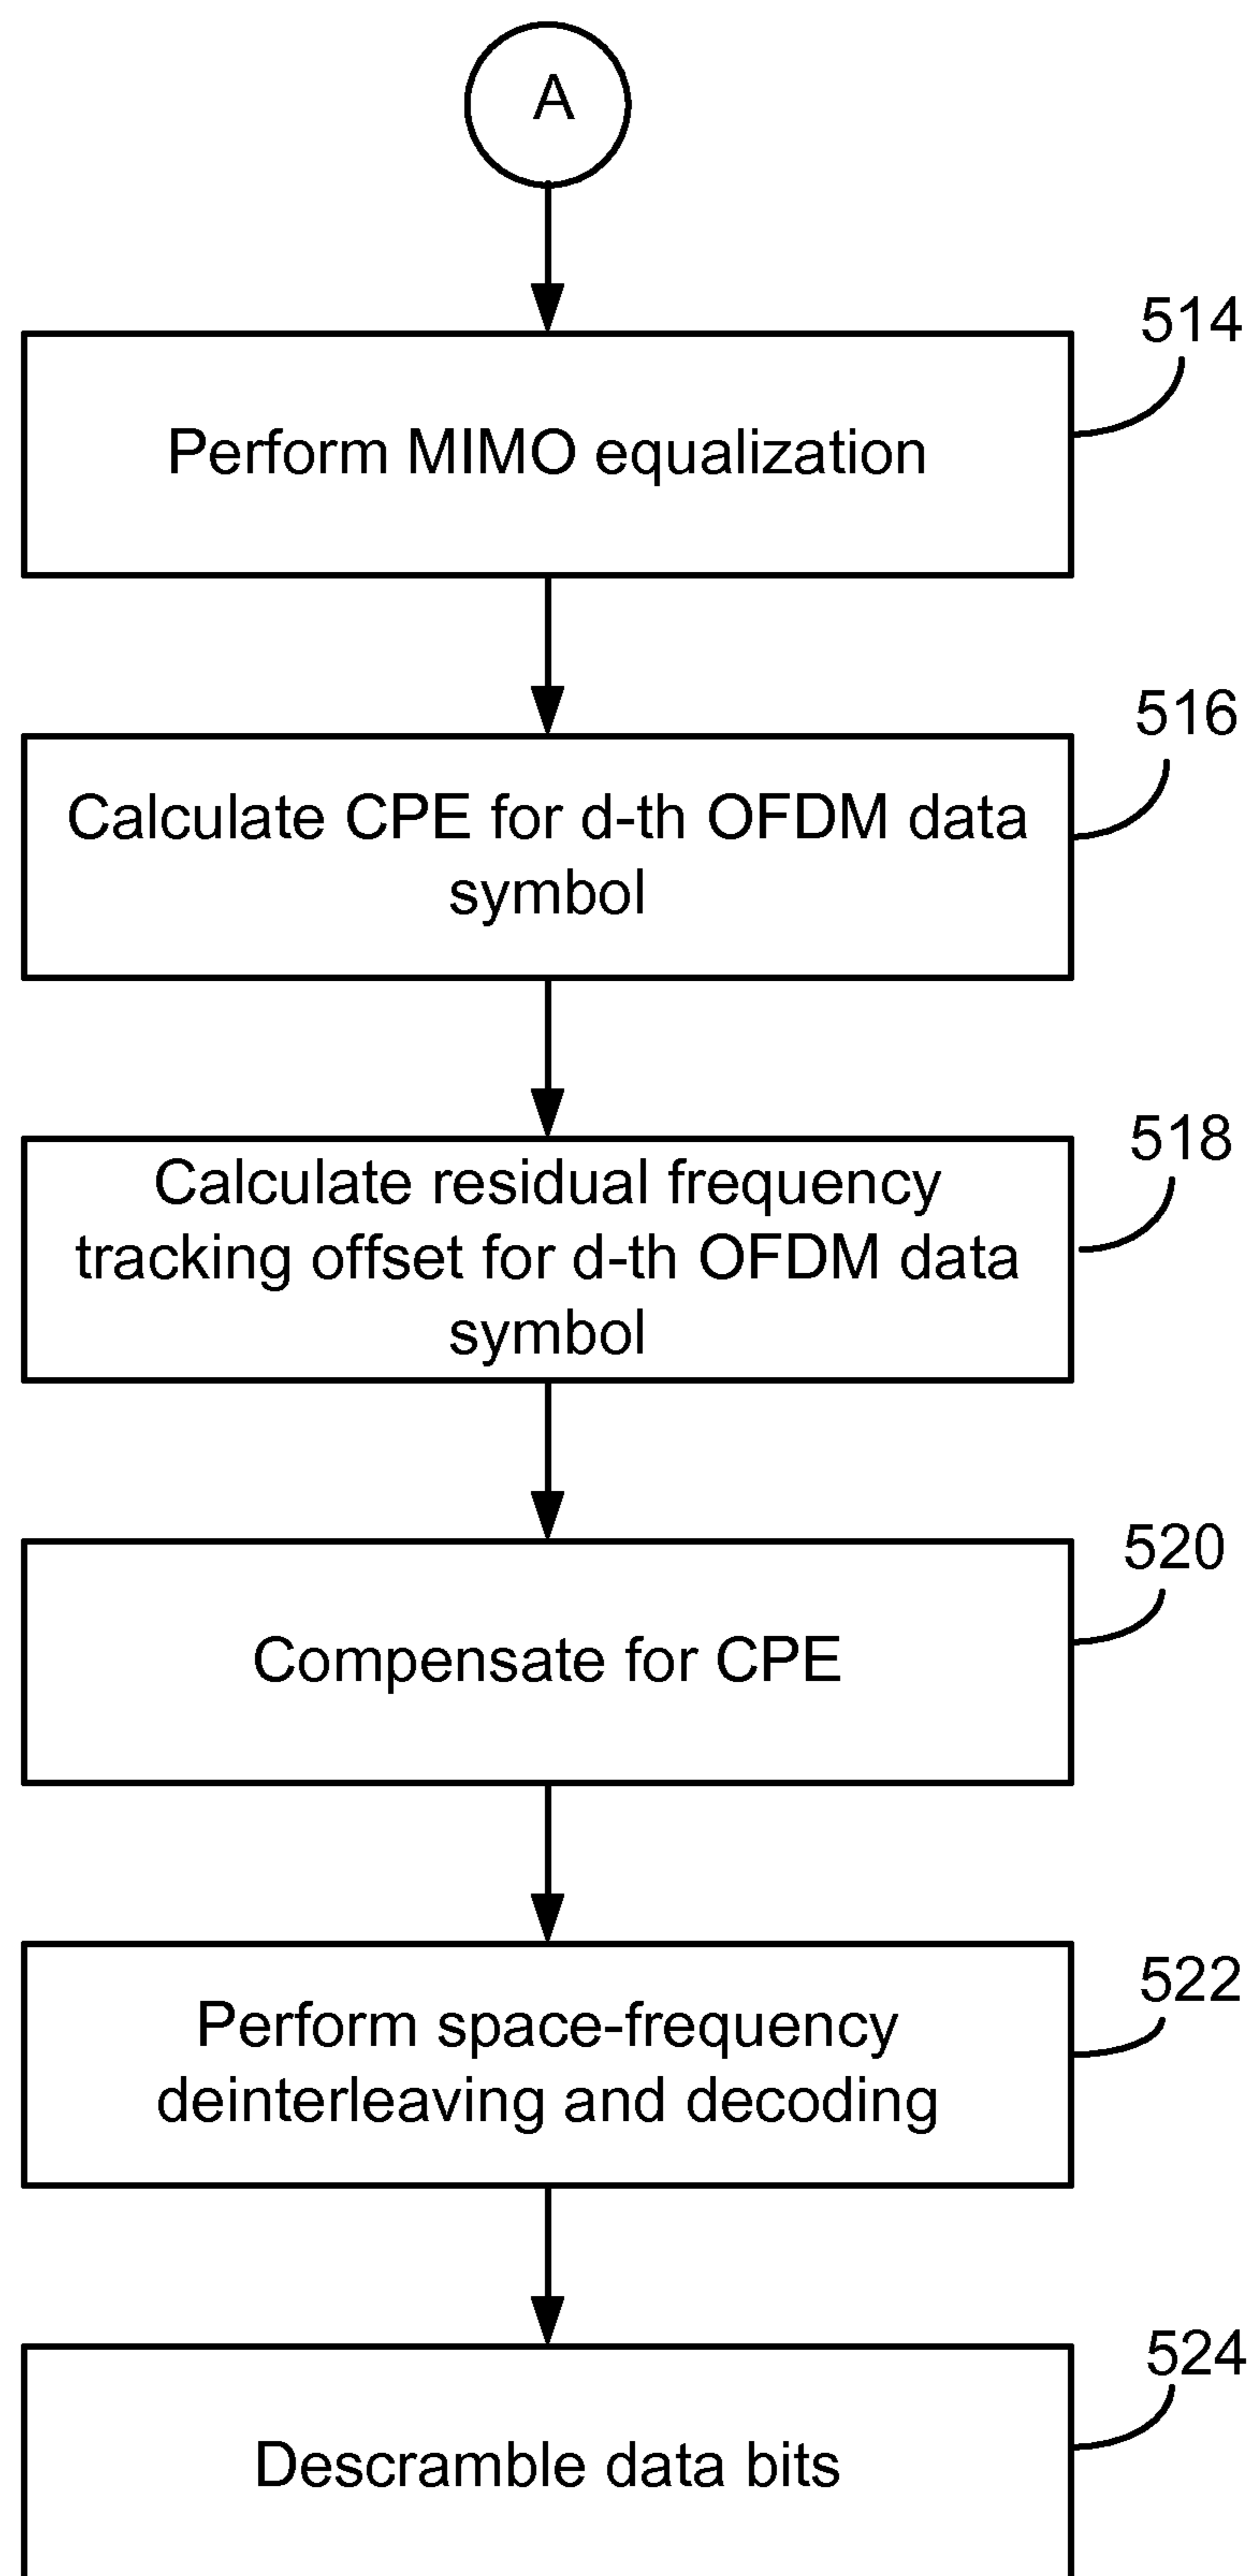 A
514
Perform MIMO equalization
516
Calculate CPE for d-th OFDM data
symbol
518
Calculate residual frequency
tracking offset for d-th OFDM data
symbol
520
Compensate for CPE
522
Perform space-frequency
deinterleaving and decoding
524
Descramble data bits